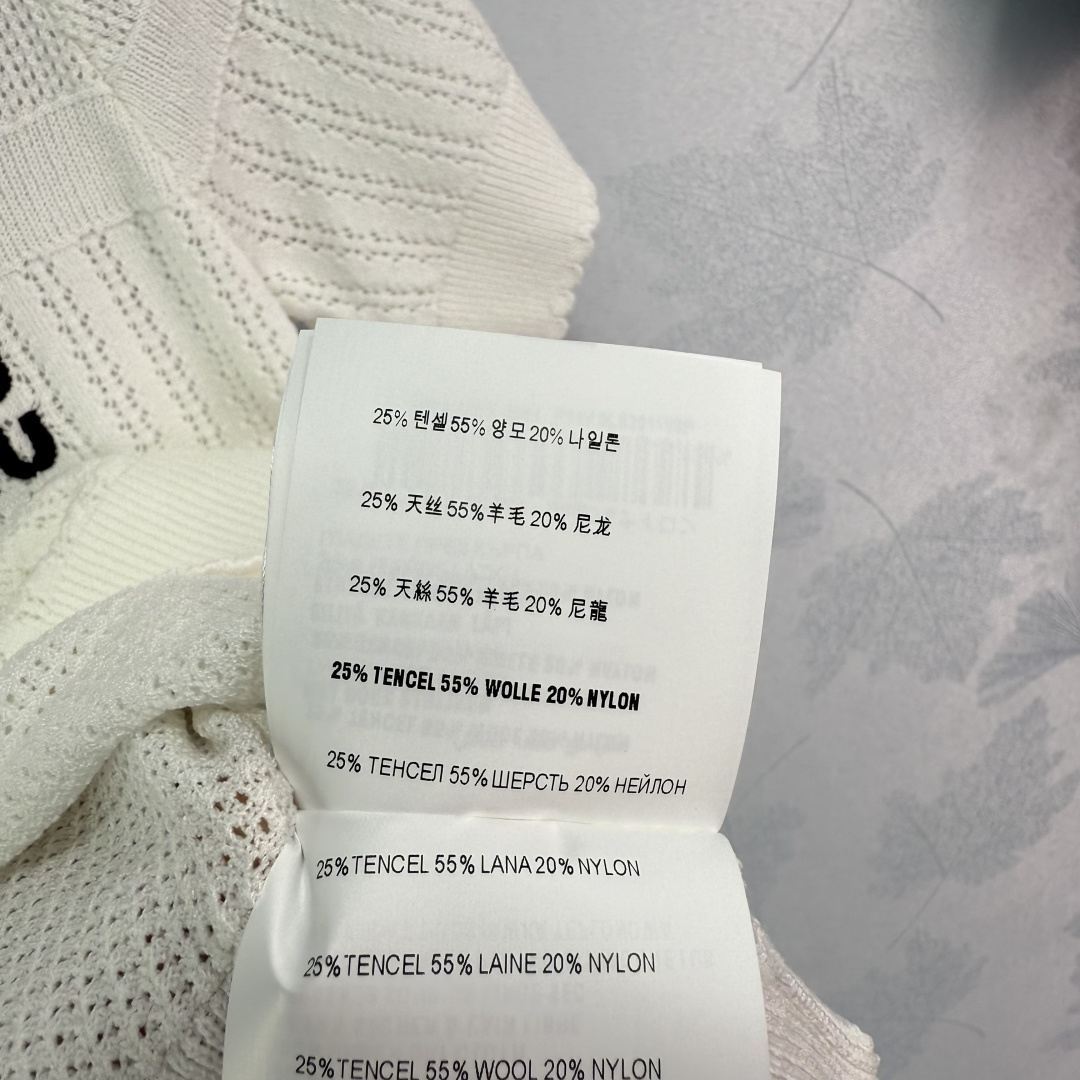 25% 텐셀 55% 양모 20% 나일론
25% 天丝 55% 羊毛 20% 尼龙
25% 天絲 55% 羊毛 20% 尼龍
25% TENCEL 55% WOLLE 20% NYLON
25% ТЕНСЕЛ 55% ШЕРСТЬ 20% НЕЙЛОН
25% TENCEL 55% LANA 20% NYLON
25% TENCEL 55% LAINE 20% NYLON
25% TENCEL 55% WOOL 20% NYLON